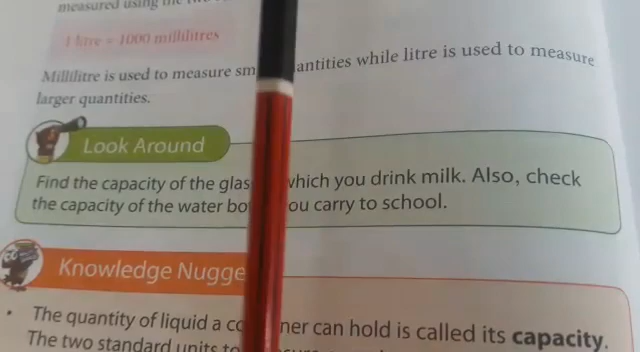 measured using the
1 litre = 1000 millilitres
Millilitre is used to measure sm antities while litre is used to measure
larger quantities.
Look Around
Find the capacity of the glas which you drink milk. Also, check
the capacity of the water bo ou carry to school.
Knowledge Nugge
• The quantity of liquid a co ner can hold is called its capacity.
The two standard units to